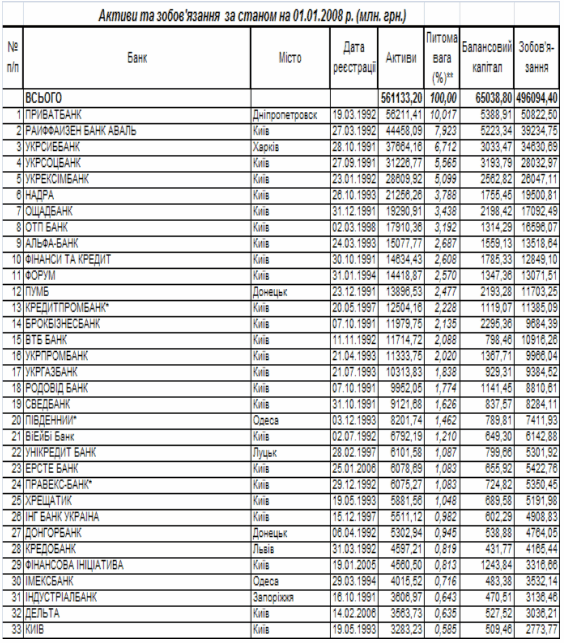 Активи та зобов'язання за станом на 01.01.2008 р. (млн. грн.)
№ п/п Банк Місто Дата реєстрації Активи Питома вага (%)** Балансовий капітал Зобов'я-зання
ВСЬОГО 561133,20 100,00 65038,80 496094,40
1 ПРИВАТБАНК Дніпропетровск 19.03.1992 56211,41 10,017 5388,91 50822,50
2 РАЙФФАЙЗЕН БАНК АВАЛЬ Київ 27.03.1992 44458,09 7,923 5223,34 39234,75
3 УКРСИББАНК Харків 28.10.1991 37664,16 6,712 3033,47 34630,69
4 УКРСОЦБАНК Київ 27.09.1991 31226,77 5,565 3193,79 28032,97
5 УКРЕКСІМБАНК Київ 23.01.1992 28609,92 5,099 2562,82 26047,11
6 НАДРА Київ 26.10.1993 21256,26 3,788 1755,45 19500,81
7 ОЩАДБАНК Київ 31.12.1991 19290,91 3,438 2198,42 17092,49
8 ОТП БАНК Київ 02.03.1998 17910,36 3,192 1314,29 16596,07
9 АЛЬФА-БАНК Київ 24.03.1993 15077,77 2,687 1559,13 13518,64
10 ФІНАНСИ ТА КРЕДИТ Київ 30.10.1991 14634,43 2,608 1785,33 12849,10
11 ФОРУМ Київ 31.01.1994 14418,87 2,570 1347,36 13071,51
12 ПУМБ Донецьк 23.12.1991 13896,53 2,477 2193,28 11703,25
13 КРЕДИТПРОМБАНК* Київ 20.05.1997 12504,16 2,228 1119,07 11385,09
14 БРОКБІЗНЕСБАНК Київ 07.10.1991 11979,75 2,135 2295,36 9684,39
15 ВТБ БАНК Київ 11.11.1992 11714,72 2,088 798,46 10916,26
16 УКРПРОМБАНК Київ 21.04.1993 11333,75 2,020 1367,71 9966,04
17 УКРГАЗБАНК Київ 21.07.1993 10313,83 1,838 929,31 9384,52
18 РОДОВІД БАНК Київ 07.10.1991 9952,05 1,774 1141,45 8810,61
19 СВЕДБАНК Київ 31.10.1991 9121,68 1,626 837,57 8284,11
20 ПІВДЕННИЙ* Одеса 03.12.1993 8201,74 1,462 789,81 7411,93
21 ВіЕйБі Банк Київ 02.07.1992 6792,19 1,210 649,30 6142,88
22 УНІКРЕДИТ БАНК Луцьк 28.02.1997 6101,58 1,087 799,66 5301,92
23 ЕРСТЕ БАНК Київ 25.01.2006 6078,69 1,083 655,92 5422,76
24 ПРАВЕКС-БАНК* Київ 29.12.1992 6075,27 1,083 724,82 5350,45
25 ХРЕЩАТИК Київ 19.05.1993 5881,56 1,048 689,58 5191,98
26 ІНГ БАНК УКРАЇНА Київ 15.12.1997 5511,12 0,982 602,29 4908,83
27 ДОНГОРБАНК Донецьк 06.04.1992 5302,94 0,945 538,88 4764,05
28 КРЕДОБАНК Львів 31.03.1992 4597,21 0,819 431,77 4165,44
29 ФІНАНСОВА ІНІЦІАТИВА Київ 19.01.2005 4560,50 0,813 1243,84 3316,66
30 ІМЕКСБАНК Одеса 29.03.1994 4015,52 0,716 483,38 3532,14
31 ІНДУСТРІАЛБАНК Запоріжжя 16.10.1991 3606,97 0,643 470,51 3136,46
32 ДЕЛЬТА Київ 14.02.2006 3563,73 0,635 527,52 3036,21
33 КИЇВ Київ 19.05.1993 3283,23 0,585 509,46 2773,77